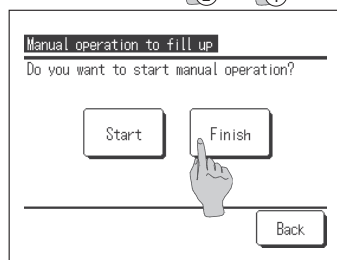 Manual operation to fill up
Do you want to start manual operation?
Start
Finish
Back